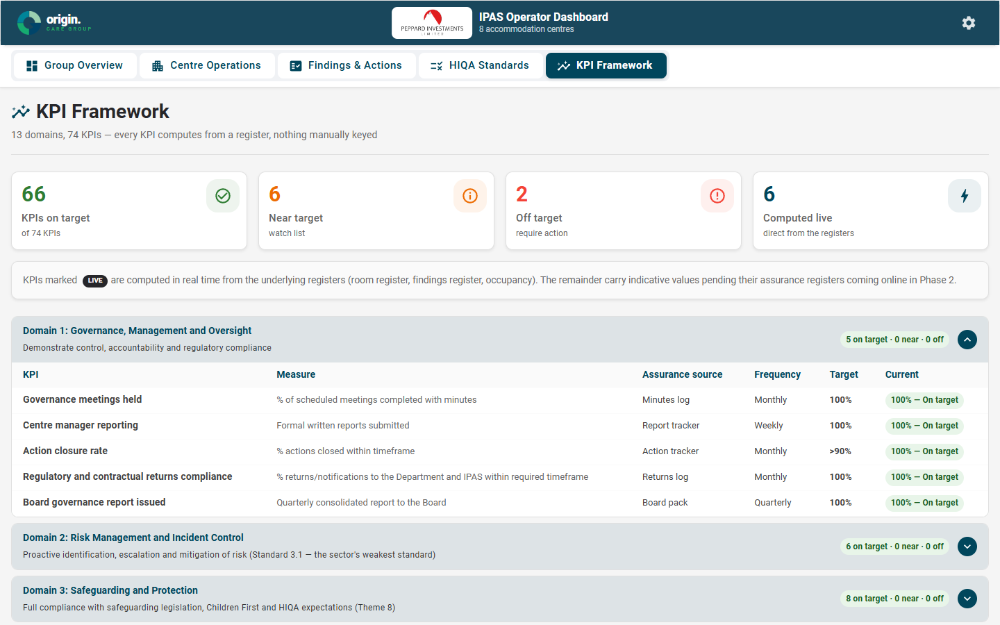 origin.
CARE GROUP
PEPPARD INVESTMENTS
LIMITED
IPAS Operator Dashboard
8 accommodation centres
Group Overview
Centre Operations
Findings & Actions
HIQA Standards
KPI Framework
KPI Framework
13 domains, 74 KPIs — every KPI computes from a register, nothing manually keyed
66
KPIs on target
of 74 KPIs
6
Near target
watch list
2
Off target
require action
6
Computed live
direct from the registers
KPIs marked LIVE are computed in real time from the underlying registers (room register, findings register, occupancy). The remainder carry indicative values pending their assurance registers coming online in Phase 2.
Domain 1: Governance, Management and Oversight
Demonstrate control, accountability and regulatory compliance
5 on target · 0 near · 0 off
KPI Measure Assurance source Frequency Target Current
Governance meetings held % of scheduled meetings completed with minutes Minutes log Monthly 100% 100% — On target
Centre manager reporting Formal written reports submitted Report tracker Weekly 100% 100% — On target
Action closure rate % actions closed within timeframe Action tracker Monthly >90% 100% — On target
Regulatory and contractual returns compliance % returns/notifications to the Department and IPAS within required timeframe Returns log Monthly 100% 100% — On target
Board governance report issued Quarterly consolidated report to the Board Board pack Quarterly 100% 100% — On target
Domain 2: Risk Management and Incident Control
Proactive identification, escalation and mitigation of risk (Standard 3.1 — the sector's weakest standard)
6 on target · 0 near · 0 off
Domain 3: Safeguarding and Protection
Full compliance with safeguarding legislation, Children First and HIQA expectations (Theme 8)
8 on target · 0 near · 0 off